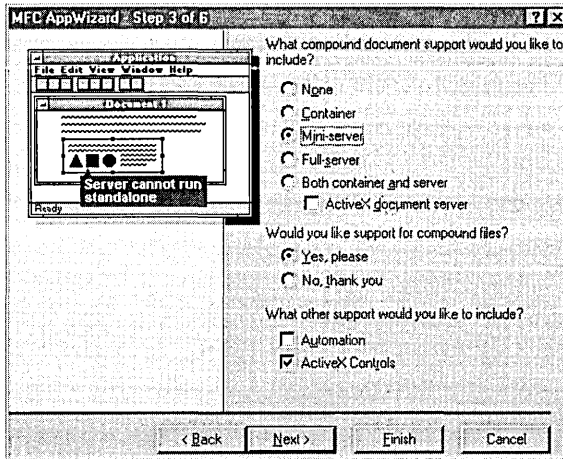 MFC AppWizard - Step 3 of 6
Application
File Edit View Window Help
Document1
Server cannot run
standalone
Ready
What compound document support would you like to
include?
None
Container
Mini-server
Full-server
Both container and server
ActiveX document server
Would you like support for compound files?
Yes, please
No, thank you
What other support would you like to include?
Automation
ActiveX Controls
< Back
Next >
Finish
Cancel